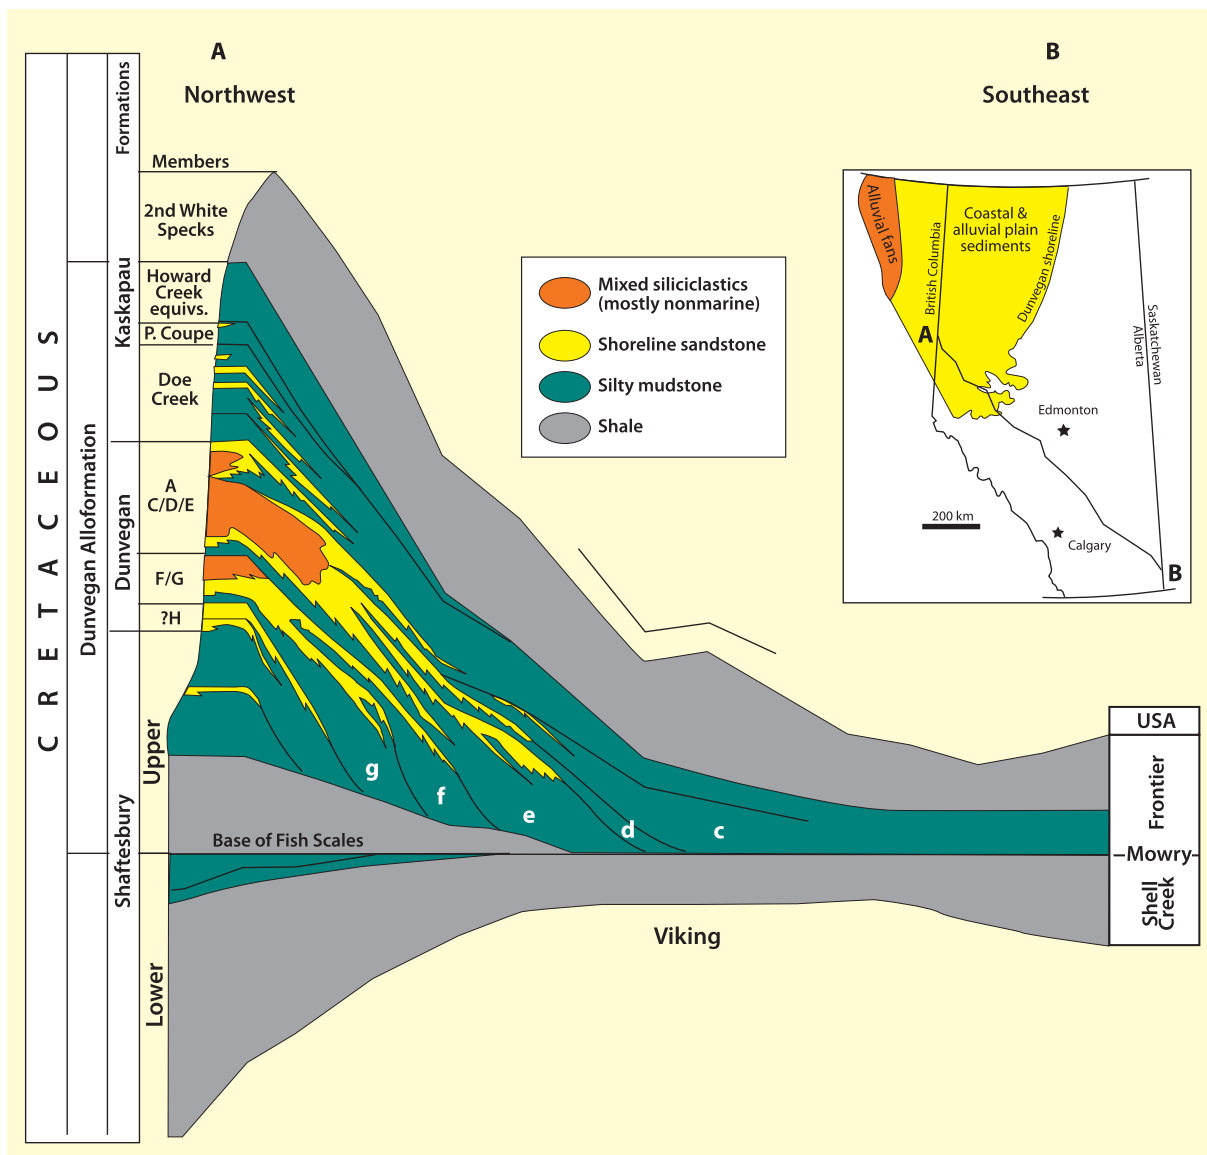 A
Northwest
B
Southeast
CRETACEOUS
Dunvegan Alloformation
Formations
Kaskapau
Dunvegan
Shaftesbury
Upper
Lower
Members
2nd White
Specks
Howard
Creek
equivs.
P. Coupe
Doe
Creek
A
C/D/E
F/G
?H
Mixed siliciclastics
(mostly nonmarine)
Shoreline sandstone
Silty mudstone
Shale
Alluvial fans
British Columbia
Coastal &
alluvial plain
sediments
Dunvegan shoreline
Saskatchewan
Alberta
A
Edmonton
200 km
Calgary
B
g
f
e
d
c
Base of Fish Scales
Viking
USA
Frontier
Mowry
Shell
Creek